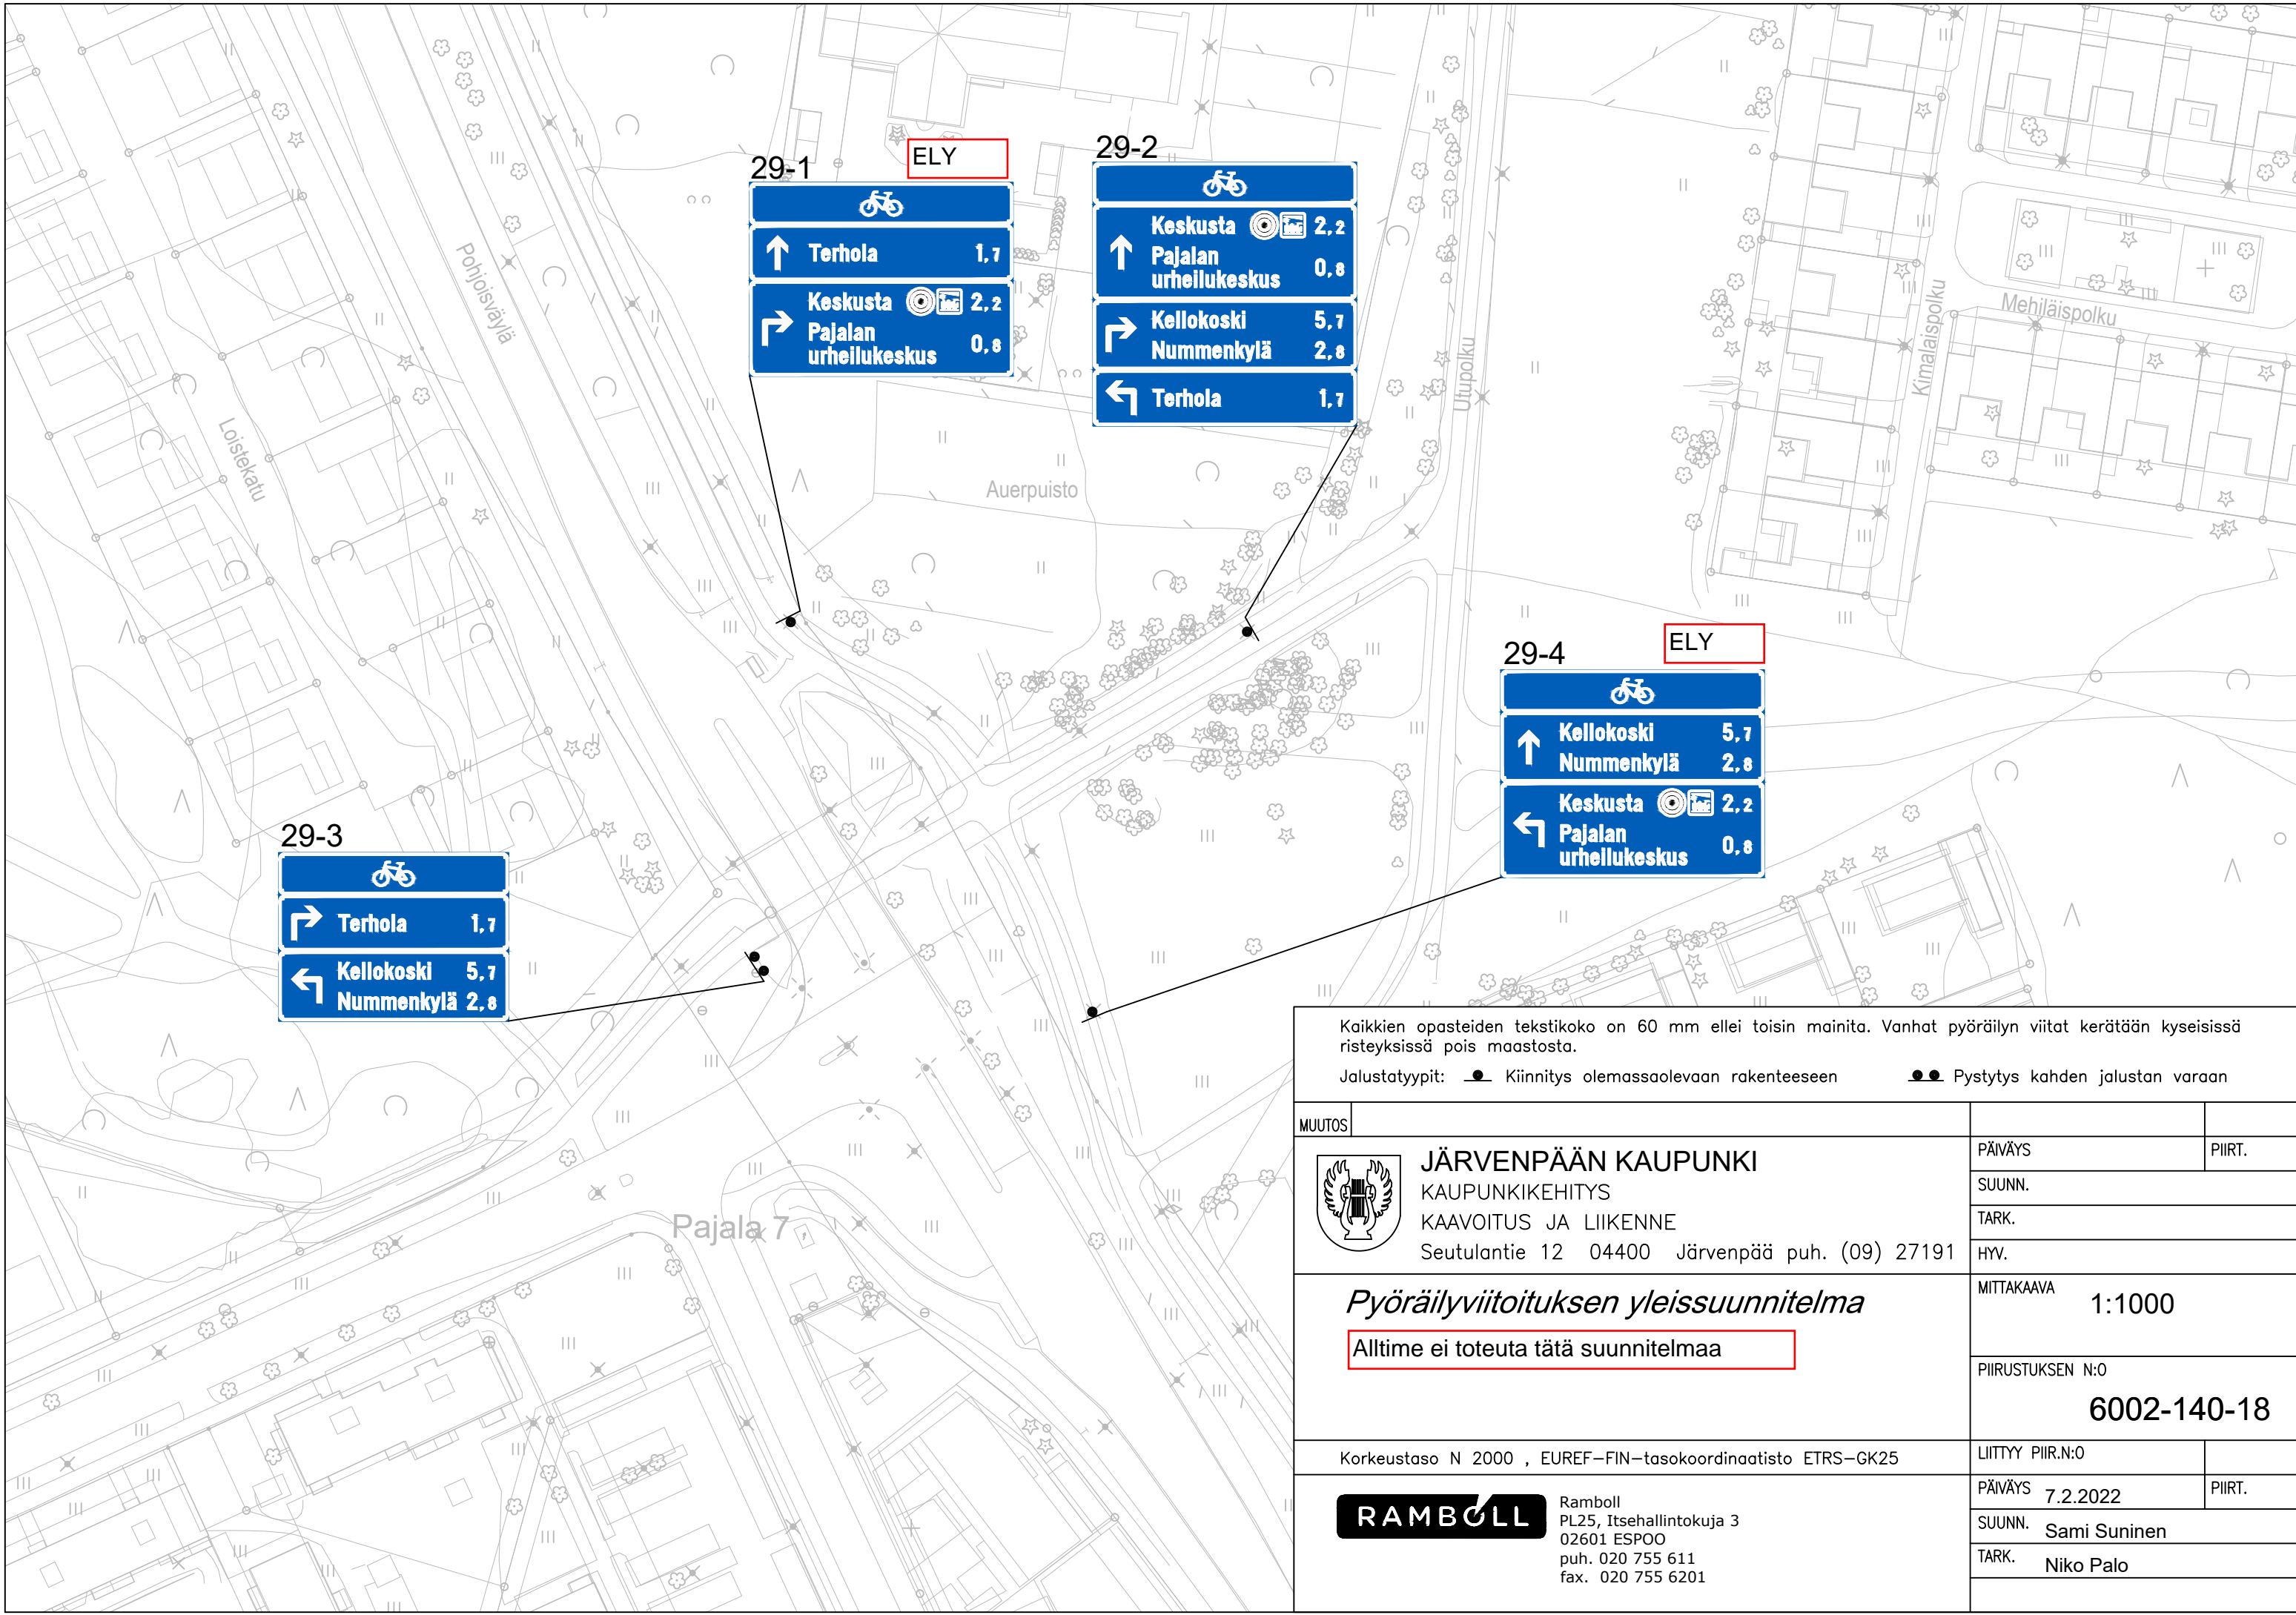 29-1
ELY
Terhola 1,7
Keskusta 2,2
Pajalan
urheilukeskus 0,8
29-2
Keskusta 2,2
Pajalan
urheilukeskus 0,8
Kellokoski 5,7
Nummenkylä 2,8
Terhola 1,7
Pohjoisväylä
Loistekatu
Auerpuisto
Utupolku
Kimalaispolku
Mehiläispolku
29-4
ELY
Kellokoski 5,7
Nummenkylä 2,8
Keskusta 2,2
Pajalan
urheilukeskus 0,8
29-3
Terhola 1,7
Kellokoski 5,7
Nummenkylä 2,8
Pajala 7
Kaikkien opasteiden tekstikoko on 60 mm ellei toisin mainita. Vanhat pyöräilyn viitat kerätään kyseisissä
risteyksissä pois maastosta.
Jalustatyypit: Kiinnitys olemassaolevaan rakenteeseen Pystytys kahden jalustan varaan
MUUTOS
JÄRVENPÄÄN KAUPUNKI
KAUPUNKIKEHITYS
KAAVOITUS JA LIIKENNE
Seutulantie 12 04400 Järvenpää puh. (09) 27191
PÄIVÄYS PIIRT.
SUUNN.
TARK.
HYV.
Pyöräilyviitoituksen yleissuunnitelma
Alltime ei toteuta tätä suunnitelmaa
MITTAKAAVA
1:1000
PIIRUSTUKSEN N:O
6002-140-18
Korkeustaso N 2000 , EUREF-FIN-tasokoordinaatisto ETRS-GK25
LIITTYY PIIR.N:O
RAMBOLL
Ramboll
PL25, Itsehallintokuja 3
02601 ESPOO
puh. 020 755 611
fax. 020 755 6201
PÄIVÄYS 7.2.2022 PIIRT.
SUUNN. Sami Suninen
TARK. Niko Palo